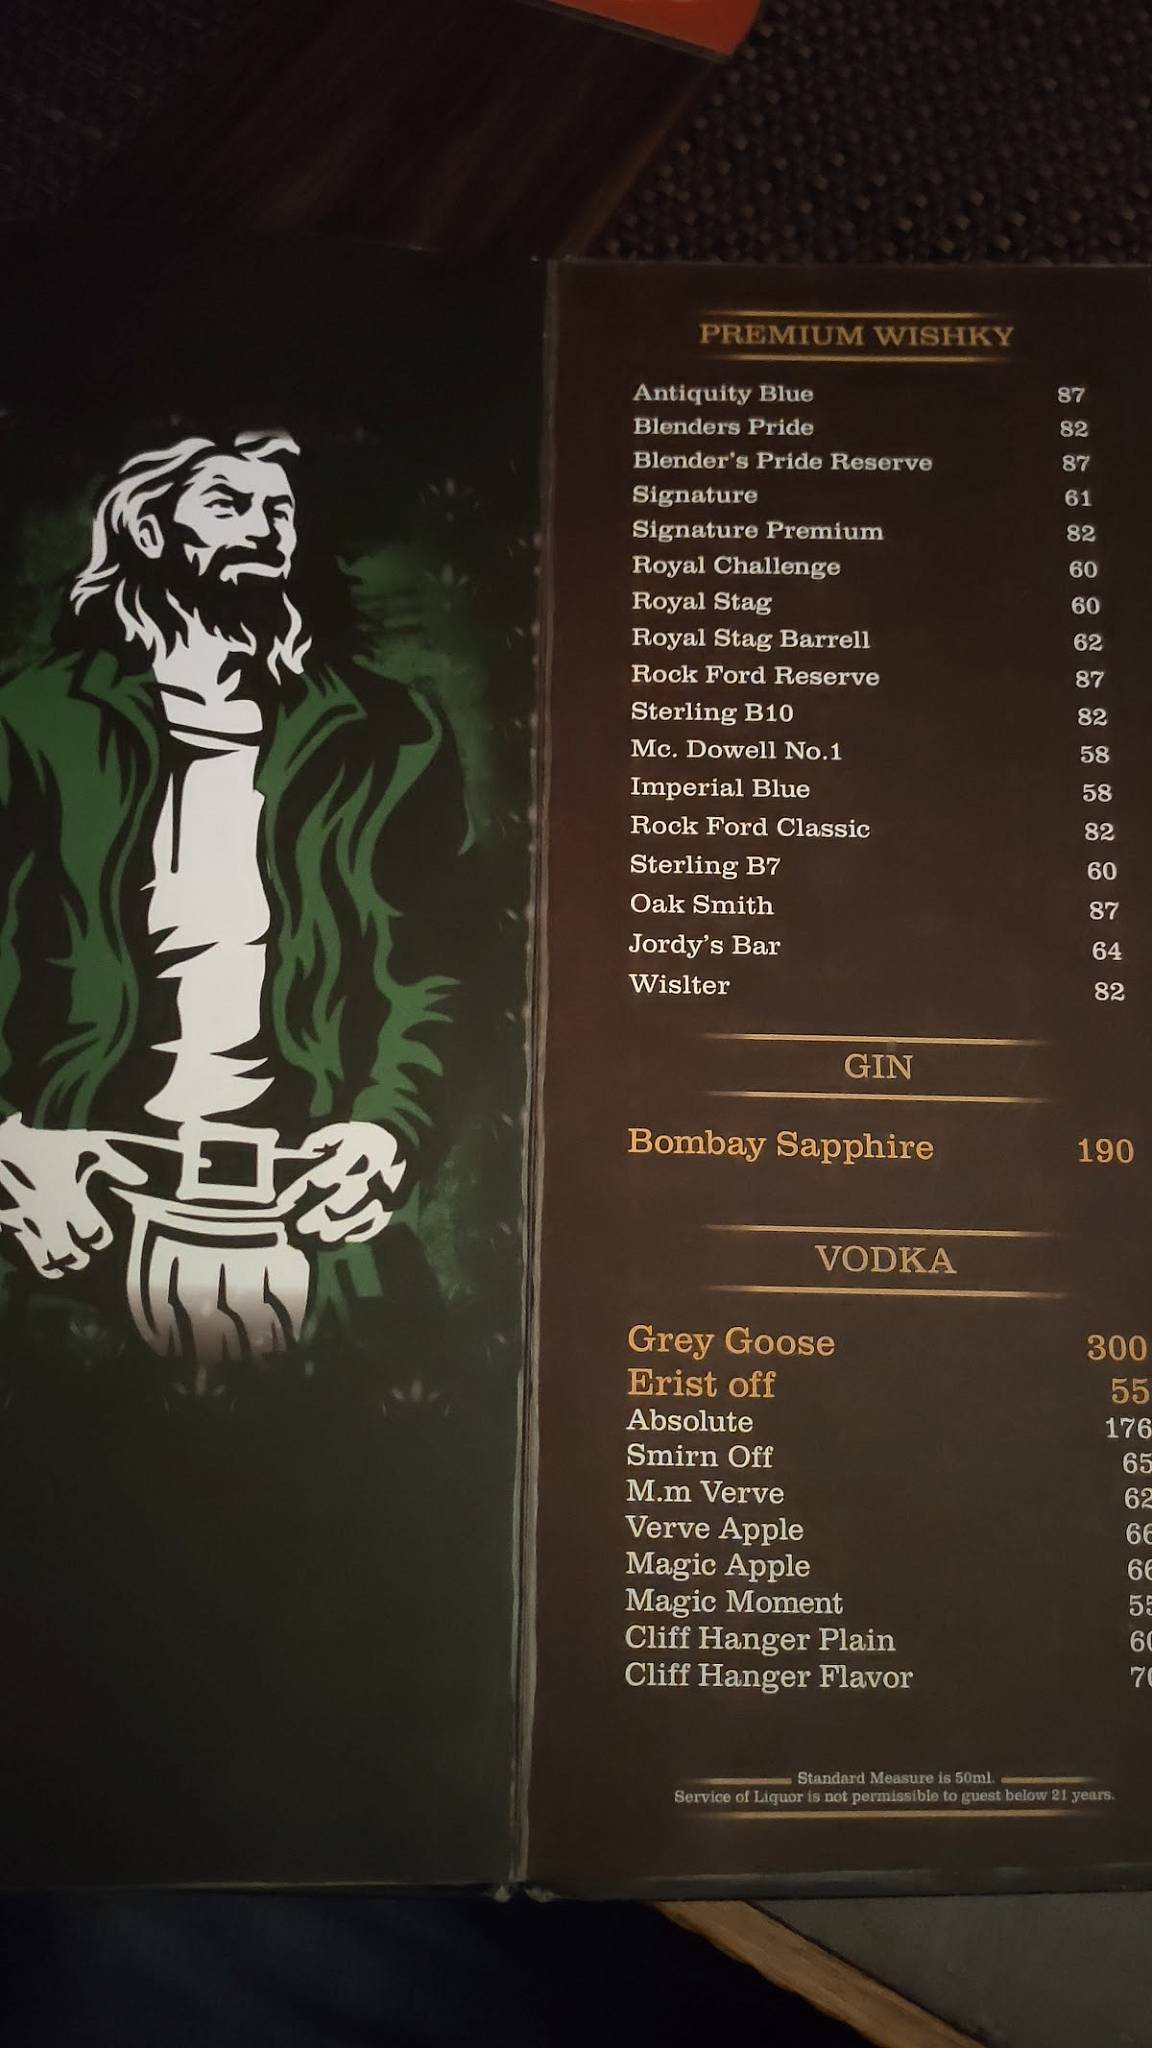 PREMIUM WISHKY
Antiquity Blue 87
Blenders Pride 82
Blender's Pride Reserve 87
Signature 61
Signature Premium 82
Royal Challenge 60
Royal Stag 60
Royal Stag Barrell 62
Rock Ford Reserve 87
Sterling B10 82
Mc. Dowell No.1 58
Imperial Blue 58
Rock Ford Classic 82
Sterling B7 60
Oak Smith 87
Jordy's Bar 64
Wislter 82
GIN
Bombay Sapphire 190
VODKA
Grey Goose 300
Erist off 55
Absolute 176
Smirn Off 65
M.m Verve 62
Verve Apple 66
Magic Apple 66
Magic Moment 55
Cliff Hanger Plain 60
Cliff Hanger Flavor 70
Standard Measure is 50ml.
Service of Liquor is not permissible to guest below 21 years.